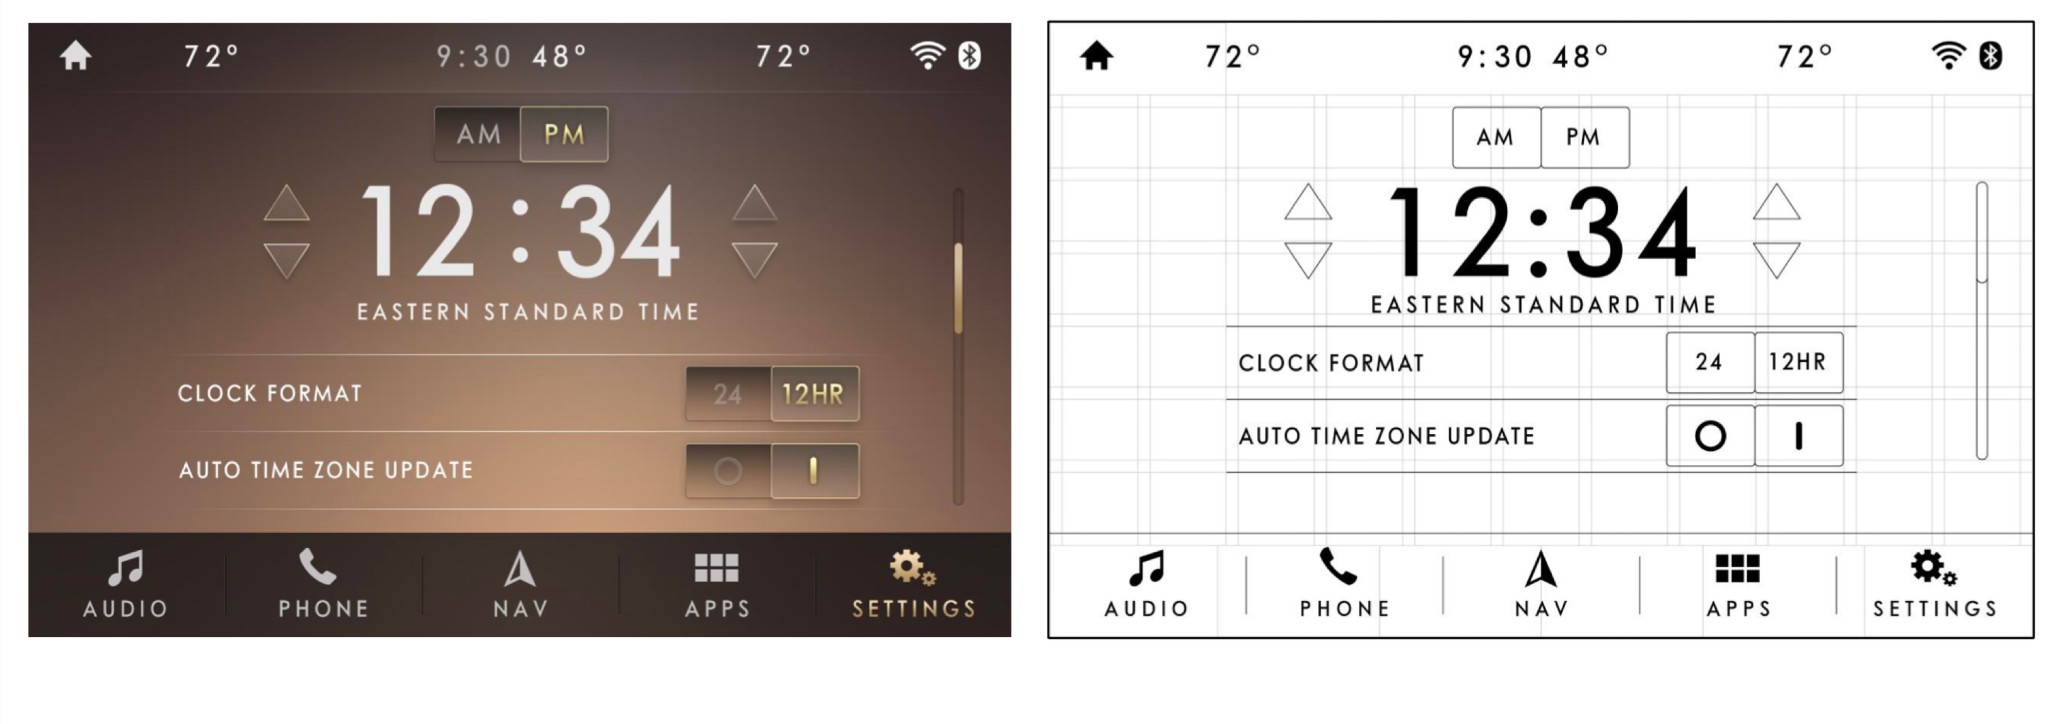 72° 9:30 48° 72°
AM PM
12:34
EASTERN STANDARD TIME
CLOCK FORMAT 24 12HR
AUTO TIME ZONE UPDATE O I
AUDIO PHONE NAV APPS SETTINGS
72° 9:30 48° 72°
AM PM
12:34
EASTERN STANDARD TIME
CLOCK FORMAT 24 12HR
AUTO TIME ZONE UPDATE O I
AUDIO PHONE NAV APPS SETTINGS